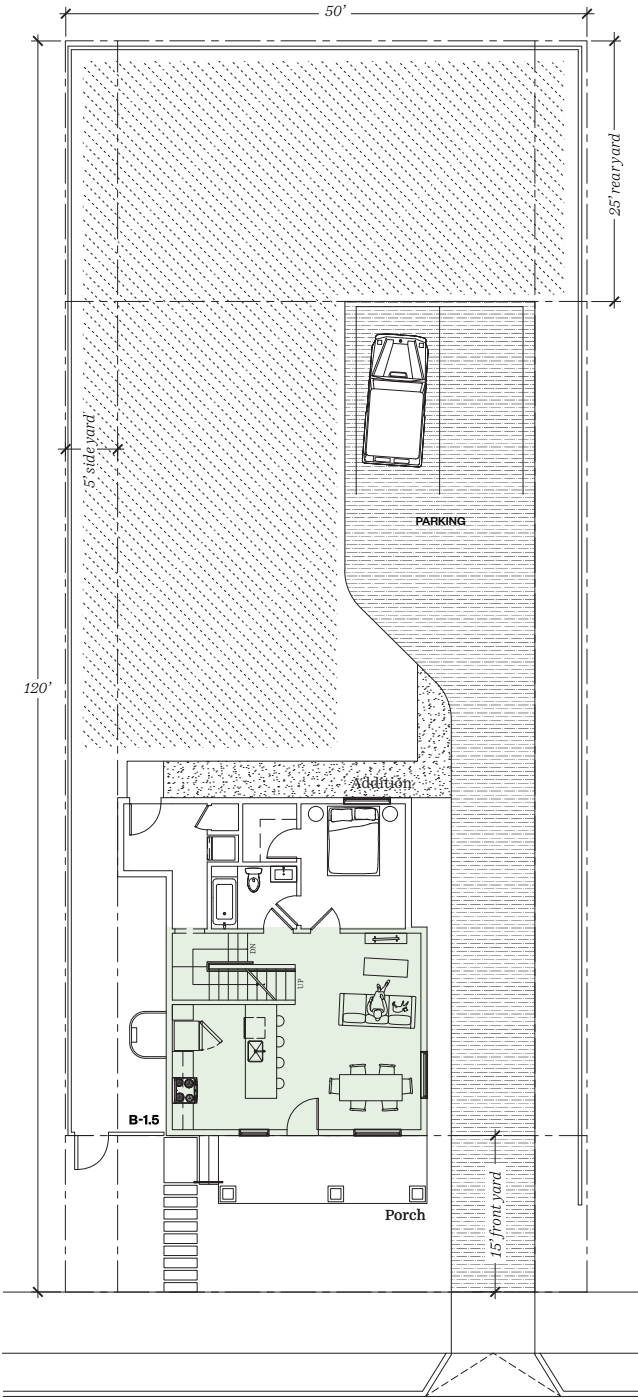 50'
25' rear yard
5' side yard
PARKING
120'
Addition
DN
UP
B-1.5
Porch
15' front yard